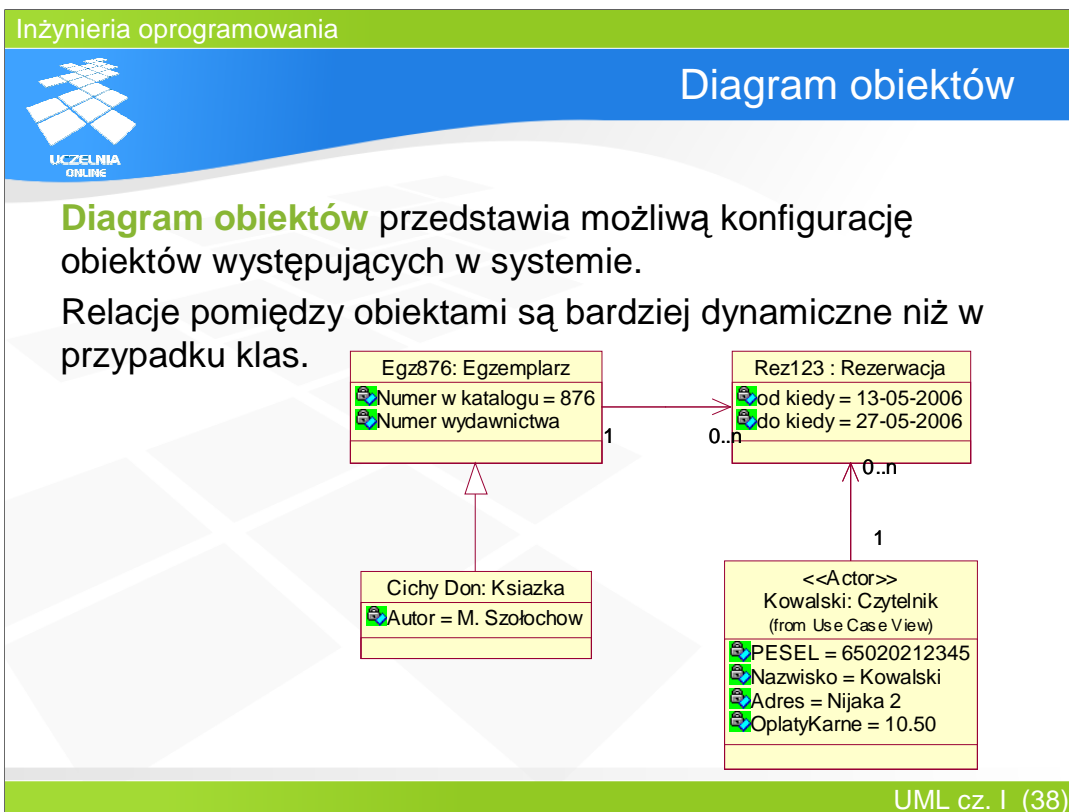 Inżynieria oprogramowania
Diagram obiektów
UCZELNIA
ONLINE
Diagram obiektów przedstawia możliwą konfigurację
obiektów występujących w systemie.
Relacje pomiędzy obiektami są bardziej dynamiczne niż w
przypadku klas.
Egz876: Egzemplarz
Numer w katalogu = 876
Numer wydawnictwa
1
0..n
Rez123 : Rezerwacja
od kiedy = 13-05-2006
do kiedy = 27-05-2006
0..n
1
Cichy Don: Ksiazka
Autor = M. Szołochow
<<Actor>>
Kowalski: Czytelnik
(from Use Case View)
PESEL = 65020212345
Nazwisko = Kowalski
Adres = Nijaka 2
OplatyKarne = 10.50
UML cz. I (38)